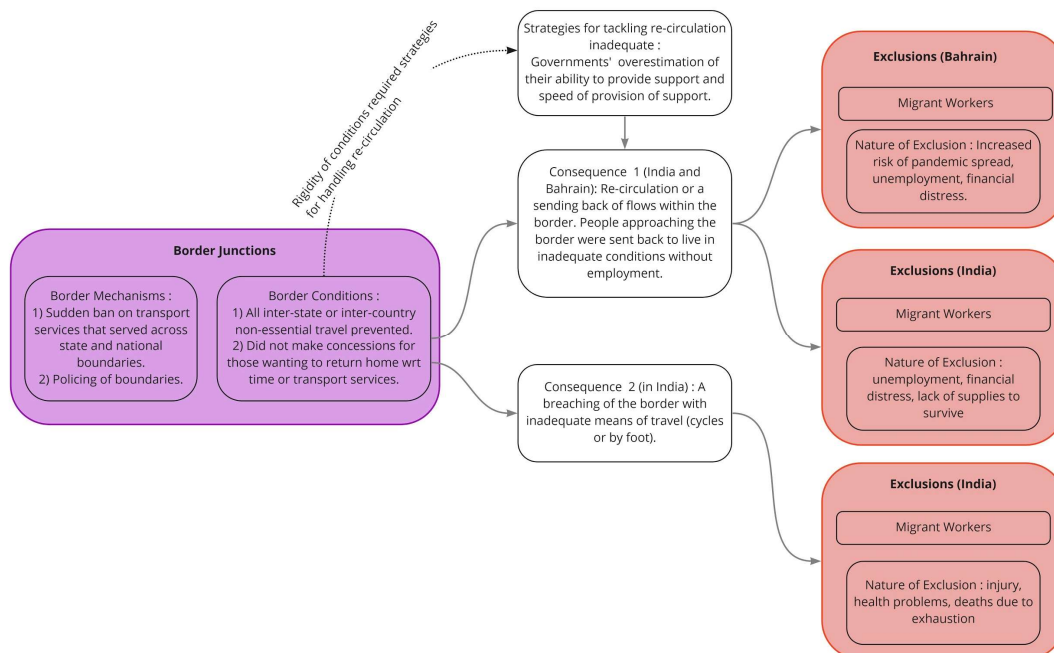 Border Junctions
Border Mechanisms :
1) Sudden ban on transport
services that served across
state and national
boundaries.
2) Policing of boundaries.
Border Conditions :
1) All inter-state or inter-country
non-essential travel prevented.
2) Did not make concessions for
those wanting to return home wrt
time or transport services.
Rigidity of conditions required strategies
for handling re-circulation
Strategies for tackling re-circulation
inadequate :
Governments' overestimation of
their ability to provide support and
speed of provision of support.
Consequence 1 (India and
Bahrain): Re-circulation or a
sending back of flows within the
border. People approaching the
border were sent back to live in
inadequate conditions without
employment.
Consequence 2 (in India) : A
breaching of the border with
inadequate means of travel (cycles
or by foot).
Exclusions (Bahrain)
Migrant Workers
Nature of Exclusion : Increased
risk of pandemic spread,
unemployment, financial
distress.
Exclusions (India)
Migrant Workers
Nature of Exclusion :
unemployment, financial
distress, lack of supplies to
survive
Exclusions (India)
Migrant Workers
Nature of Exclusion : injury,
health problems, deaths due to
exhaustion